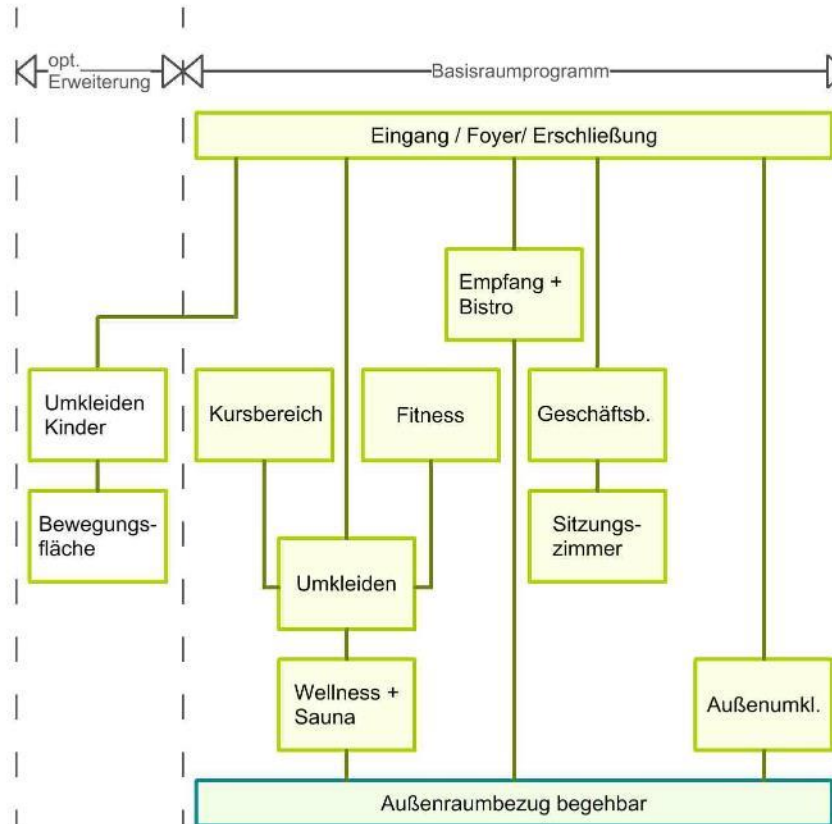 opt.
Erweiterung
Basisraumprogramm
Eingang / Foyer/ Erschließung
Empfang +
Bistro
Umkleiden
Kinder
Kursbereich
Fitness
Geschäftsb.
Bewegungs-
fläche
Sitzungs-
zimmer
Umkleiden
Wellness +
Sauna
Außenumkl.
Außenraumbezug begehbar